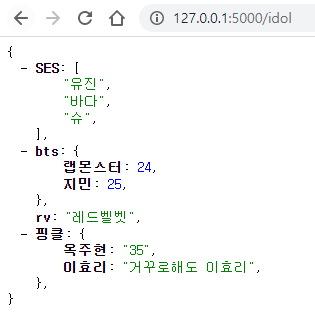 127.0.0.1:5000/idol
{
- SES: [
"유진",
"바다",
"슈",
],
- bts: {
랩몬스터: 24,
지민: 25,
},
rv: "레드벨벳",
- 핑클: {
옥주현: "35",
이효리: "거꾸로해도 이효리",
},
}